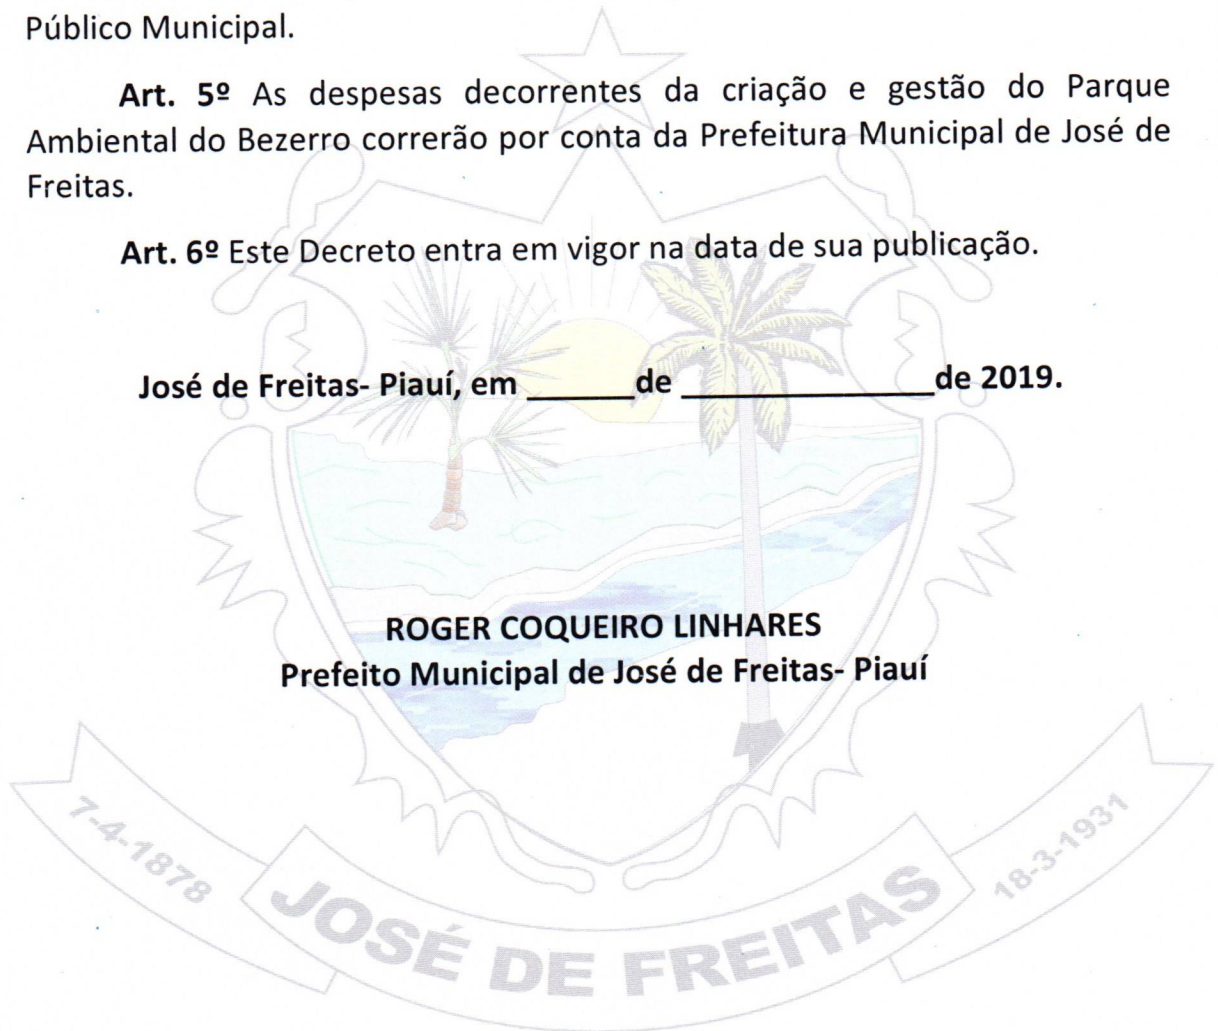 Público Municipal.
Art. 5º As despesas decorrentes da criação e gestão do Parque
Ambiental do Bezerro correrão por conta da Prefeitura Municipal de José de
Freitas.
Art. 6º Este Decreto entra em vigor na data de sua publicação.
José de Freitas- Piauí, em ______de ______________de 2019.
ROGER COQUEIRO LINHARES
Prefeito Municipal de José de Freitas- Piauí
7-4-1878
JOSÉ DE FREITAS
18-3-1931